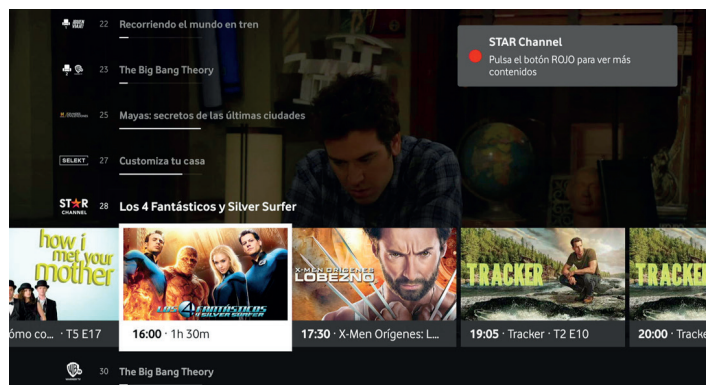 22 Recorriendo el mundo en tren
STAR Channel
Pulsa el botón ROJO para ver más
contenidos
23 The Big Bang Theory
25 Mayas: secretos de las últimas ciudades
SELEKT 27 Customiza tu casa
STAR
CHANNEL
28 Los 4 Fantásticos y Silver Surfer
how i
met your
mother
LOS 4 FANTÁSTICOS
Y SILVER SURFER
X-MEN ORÍGENES
LOBEZNO
TRACKER
TRACKE
ómo co... · T5 E17
16:00 · 1h 30m
17:30 · X-Men Orígenes: L...
19:05 · Tracker · T2 E10
20:00 · Tracke
30 The Big Bang Theory